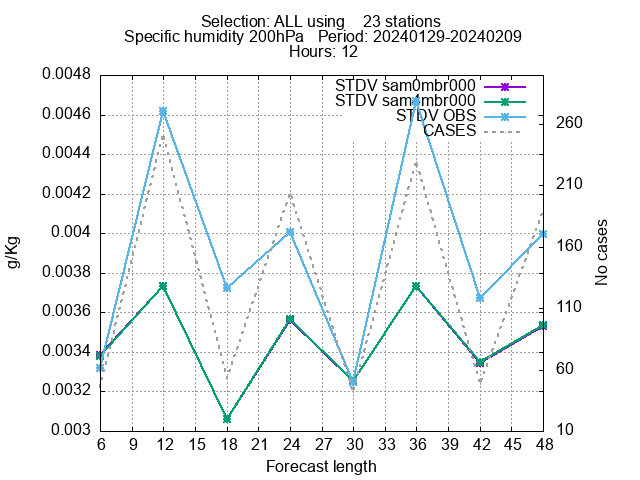 Selection: ALL using 23 stations
Specific humidity 200hPa Period: 20240129-20240209
Hours: 12
0.0048
0.0046
0.0044
0.0042
0.004
0.0038
0.0036
0.0034
0.0032
0.003
g/Kg
STDV sam0mbr000
STDV OBS
CASES
260
210
160
110
60
10
No cases
6 9 12 15 18 21 24 27 30 33 36 39 42 45 48
Forecast length